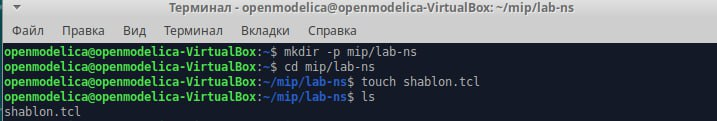 Терминал - openmodelica@openmodelica-VirtualBox: ~/mip/lab-ns
Файл Правка Вид Терминал Вкладки Справка
openmodelica@openmodelica-VirtualBox:~$ mkdir -p mip/lab-ns
openmodelica@openmodelica-VirtualBox:~$ cd mip/lab-ns
openmodelica@openmodelica-VirtualBox:~/mip/lab-ns$ touch shablon.tcl
openmodelica@openmodelica-VirtualBox:~/mip/lab-ns$ ls
shablon.tcl